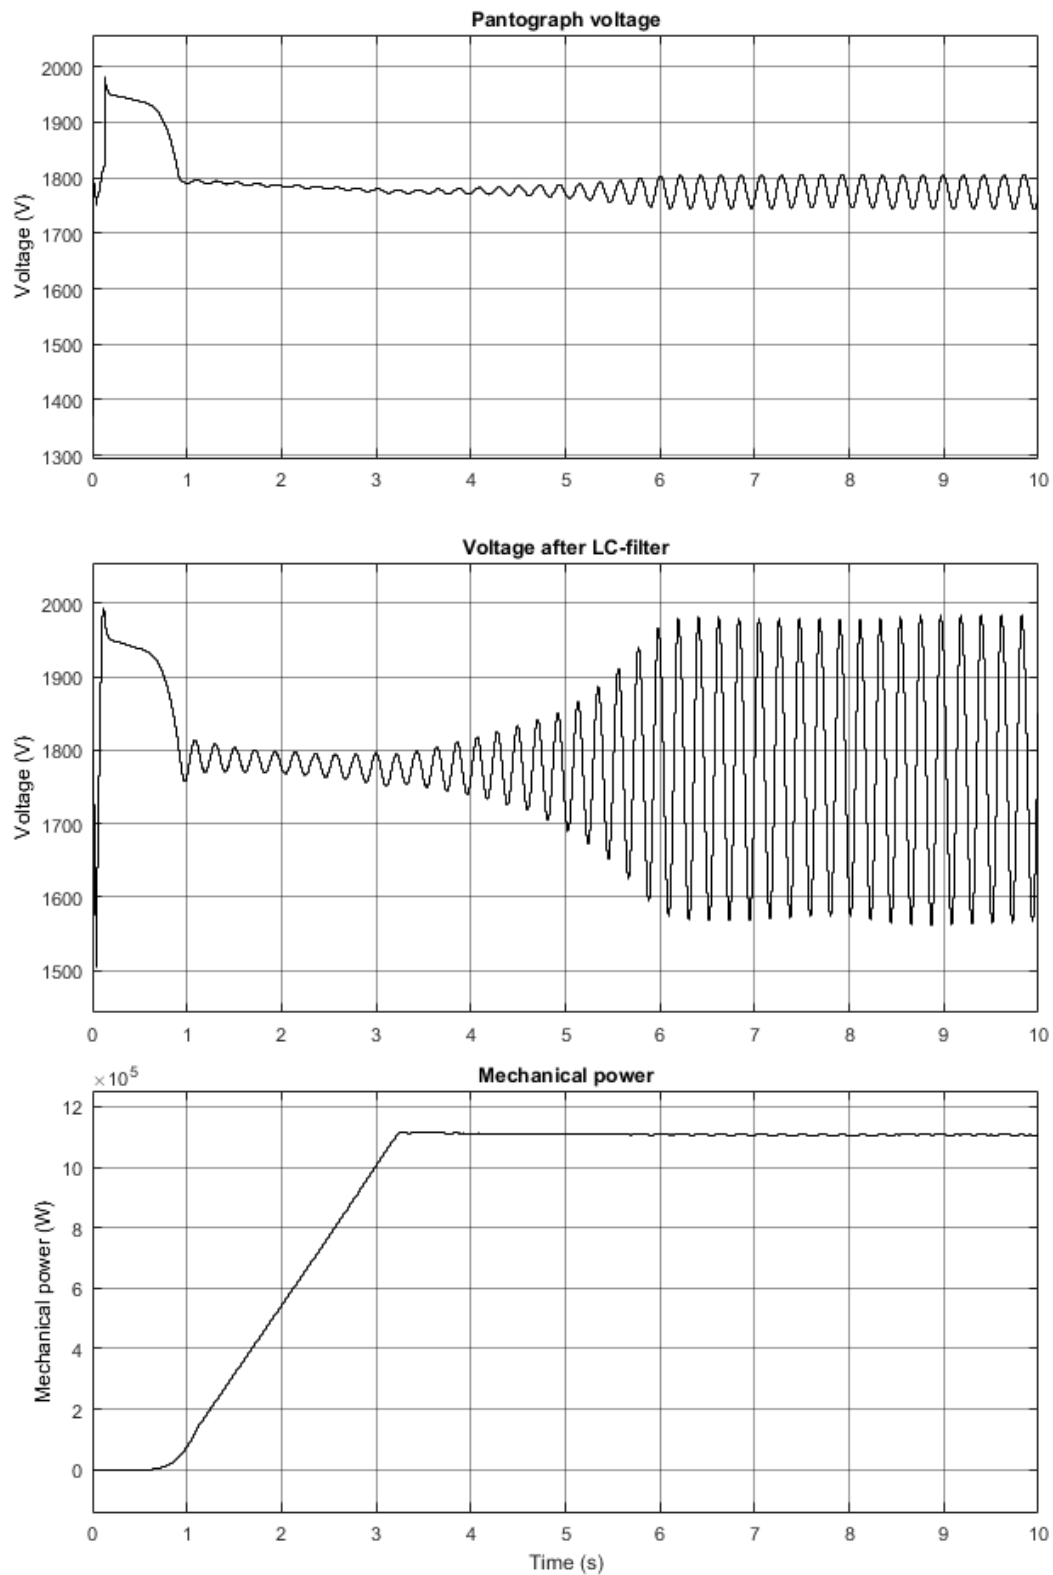 Pantograph voltage
2000
1900
1800
1700
1600
1500
1400
1300
Voltage (V)
0 1 2 3 4 5 6 7 8 9 10
Voltage after LC-filter
2000
1900
1800
1700
1600
1500
Voltage (V)
0 1 2 3 4 5 6 7 8 9 10
×10⁵
Mechanical power
12
10
8
6
4
2
0
Mechanical power (W)
0 1 2 3 4 5 6 7 8 9 10
Time (s)